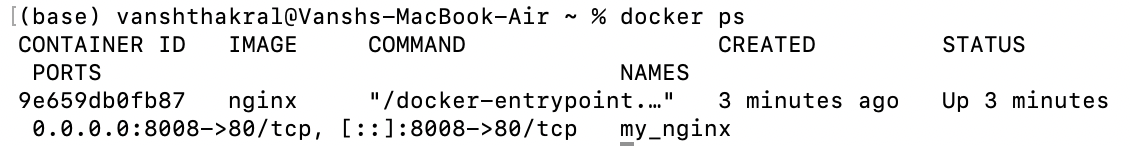 [(base) vanshthakral@Vanshs-MacBook-Air ~ % docker ps
CONTAINER ID   IMAGE     COMMAND                  CREATED         STATUS
 PORTS                                     NAMES
9e659db0fb87   nginx     "/docker-entrypoint.…"   3 minutes ago   Up 3 minutes
 0.0.0.0:8008->80/tcp, [::]:8008->80/tcp   my_nginx